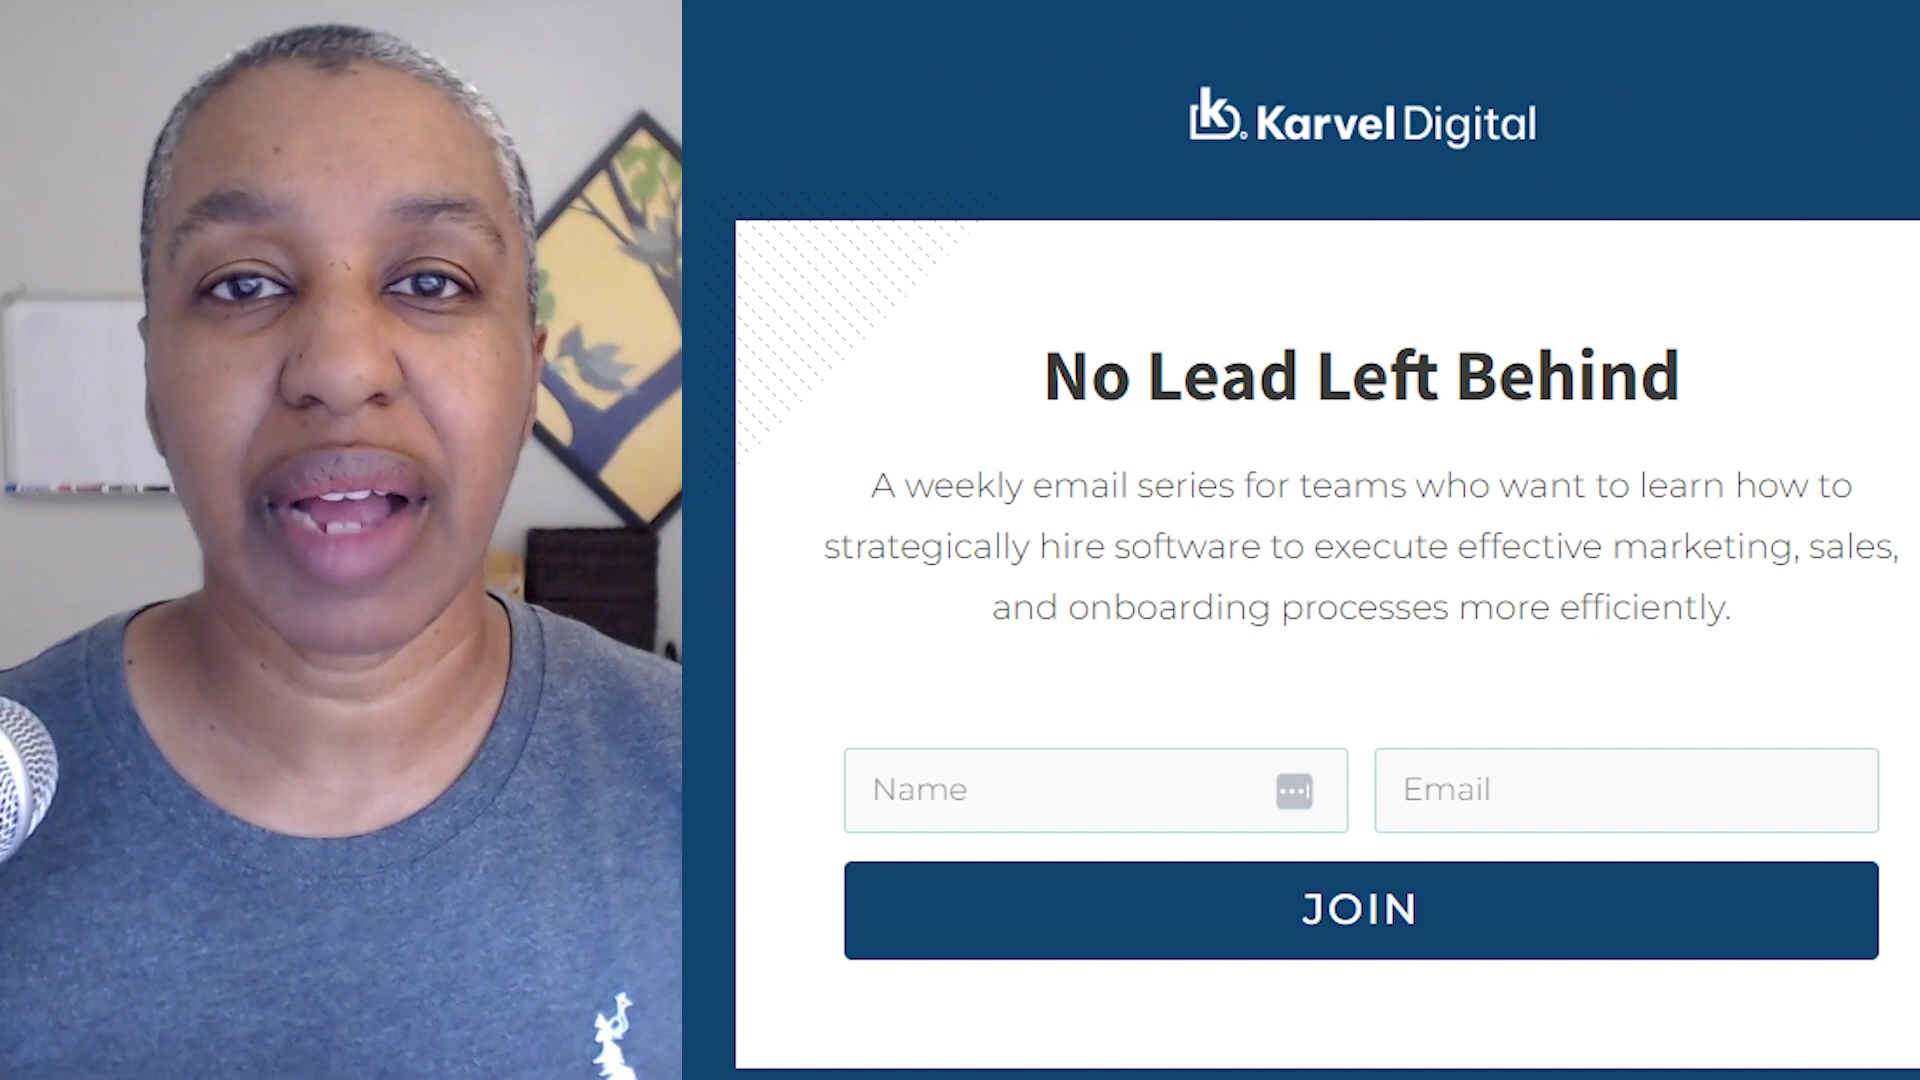 k Karvel Digital
No Lead Left Behind
A weekly email series for teams who want to learn how to
strategically hire software to execute effective marketing, sales,
and onboarding processes more efficiently.
Name Email
JOIN